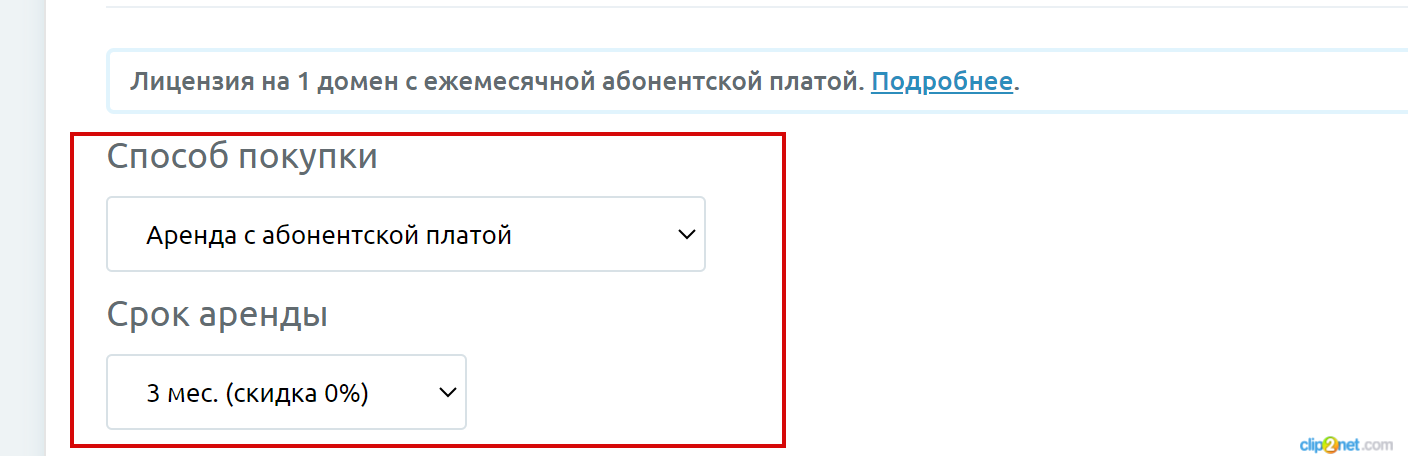 Лицензия на 1 домен с ежемесячной абонентской платой. Подробнее.
Способ покупки
Аренда с абонентской платой
Срок аренды
3 мес. (скидка 0%)
clip2net.com